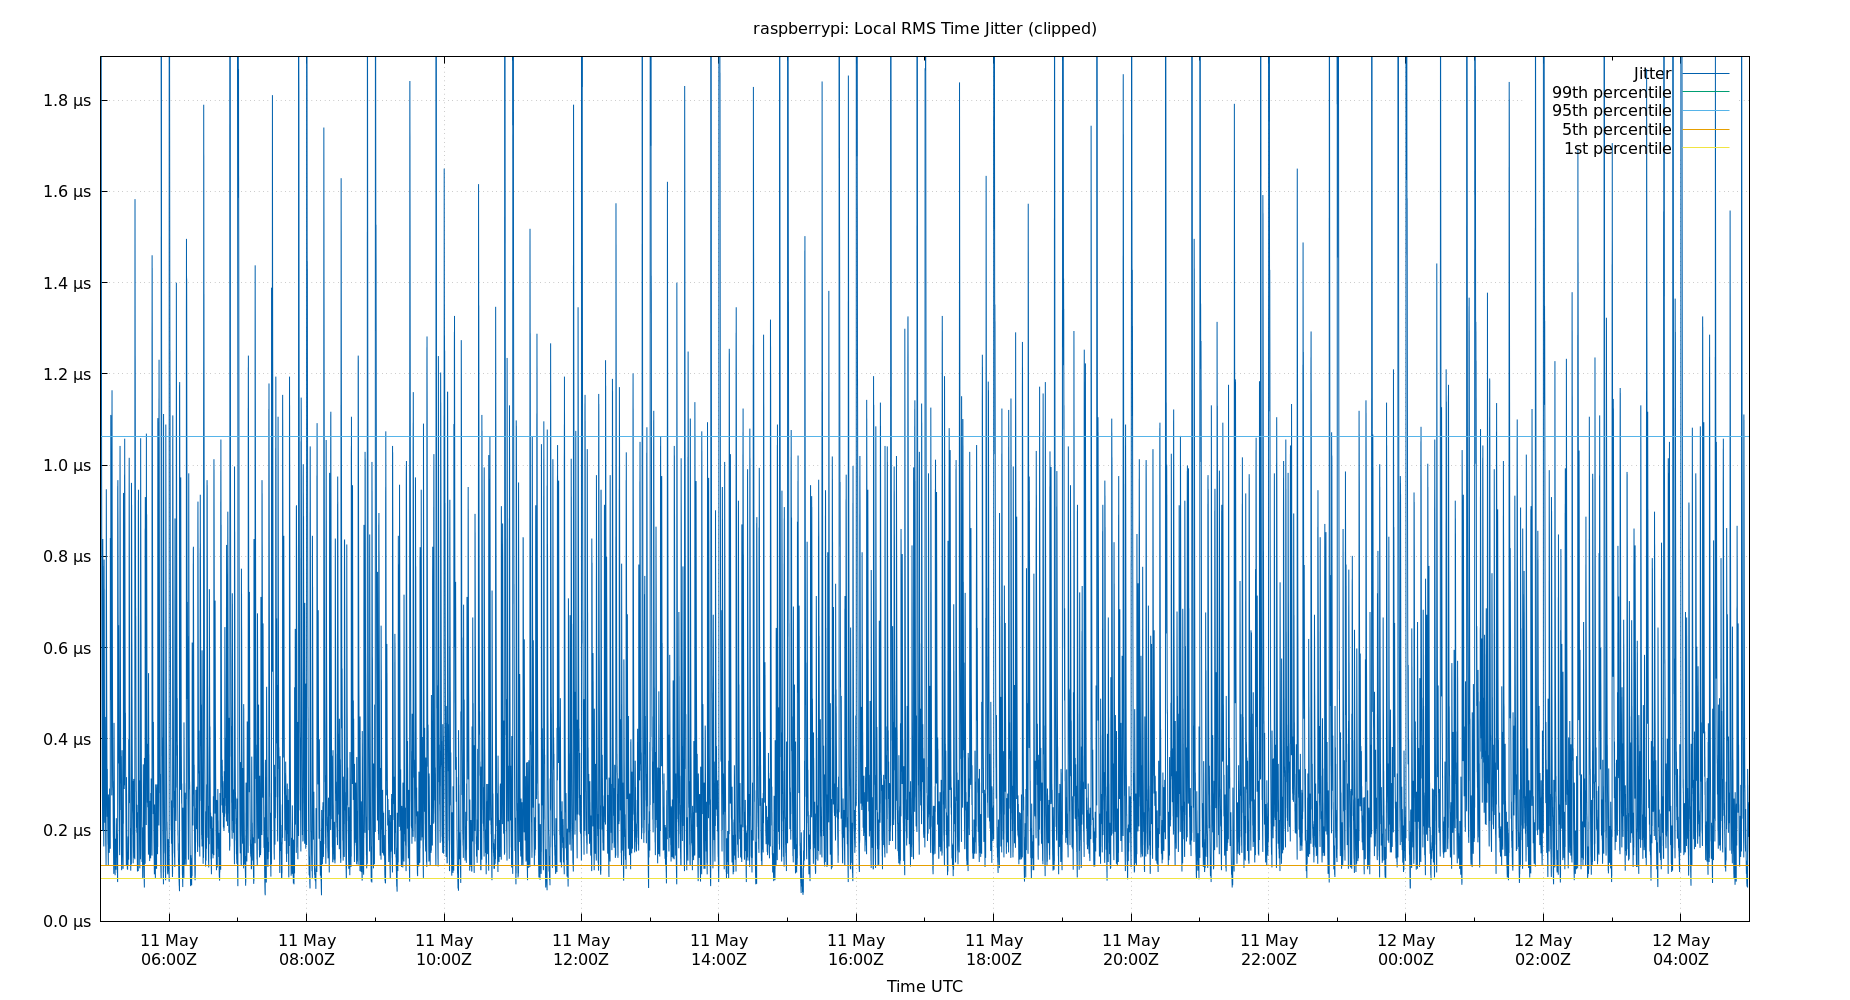 raspberrypi: Local RMS Time Jitter (clipped)
Jitter
99th percentile
95th percentile
5th percentile
1st percentile
1.8 µs
1.6 µs
1.4 µs
1.2 µs
1.0 µs
0.8 µs
0.6 µs
0.4 µs
0.2 µs
0.0 µs
11 May 11 May 11 May 11 May 11 May 11 May 11 May 11 May 11 May 12 May 12 May 12 May
06:00Z 08:00Z 10:00Z 12:00Z 14:00Z 16:00Z 18:00Z 20:00Z 22:00Z 00:00Z 02:00Z 04:00Z
Time UTC